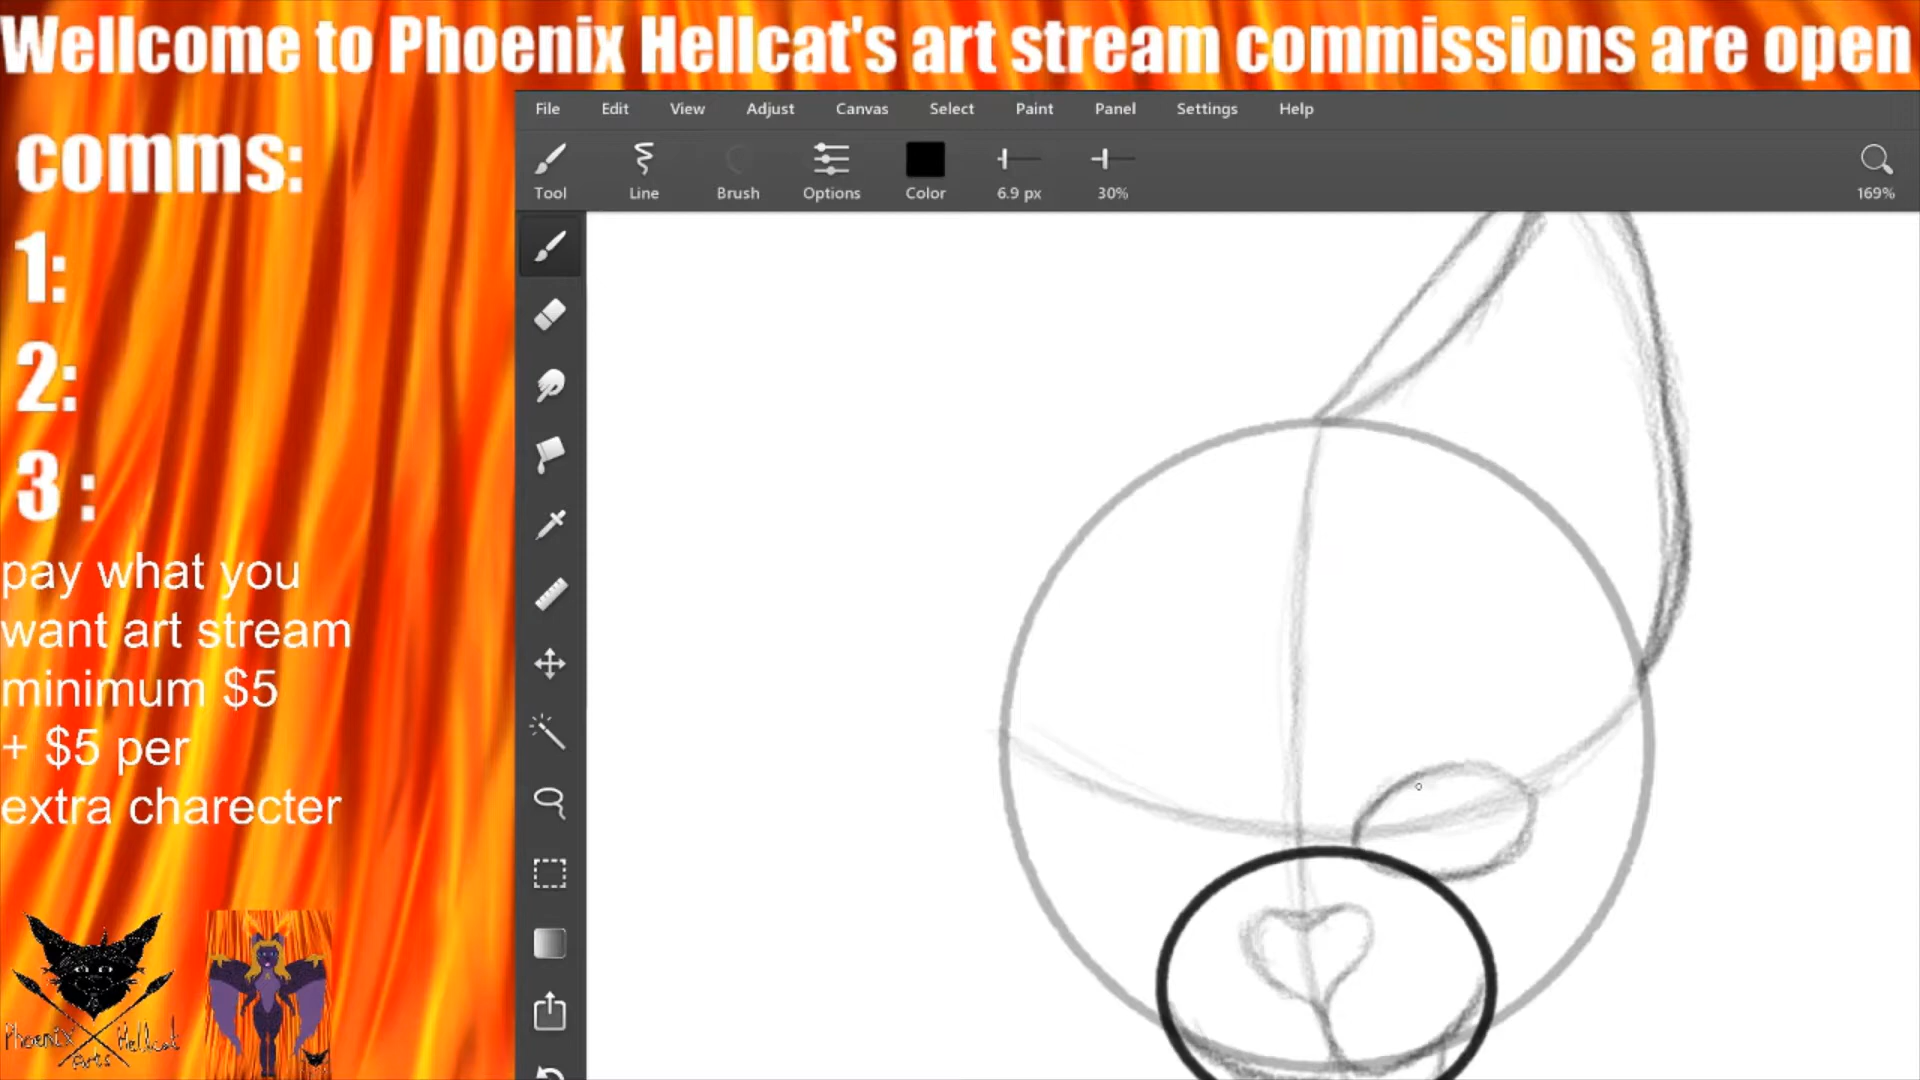 Wellcome to Phoenix Hellcat's art stream commissions are open
comms:
1:
2:
3 :
pay what you
want art stream
minimum $5
+ $5 per
extra charecter
Phoenix Hellcat
Arts
File Edit View Adjust Canvas Select Paint Panel Settings Help
Tool Line Brush Options Color 6.9 px 30% 169%